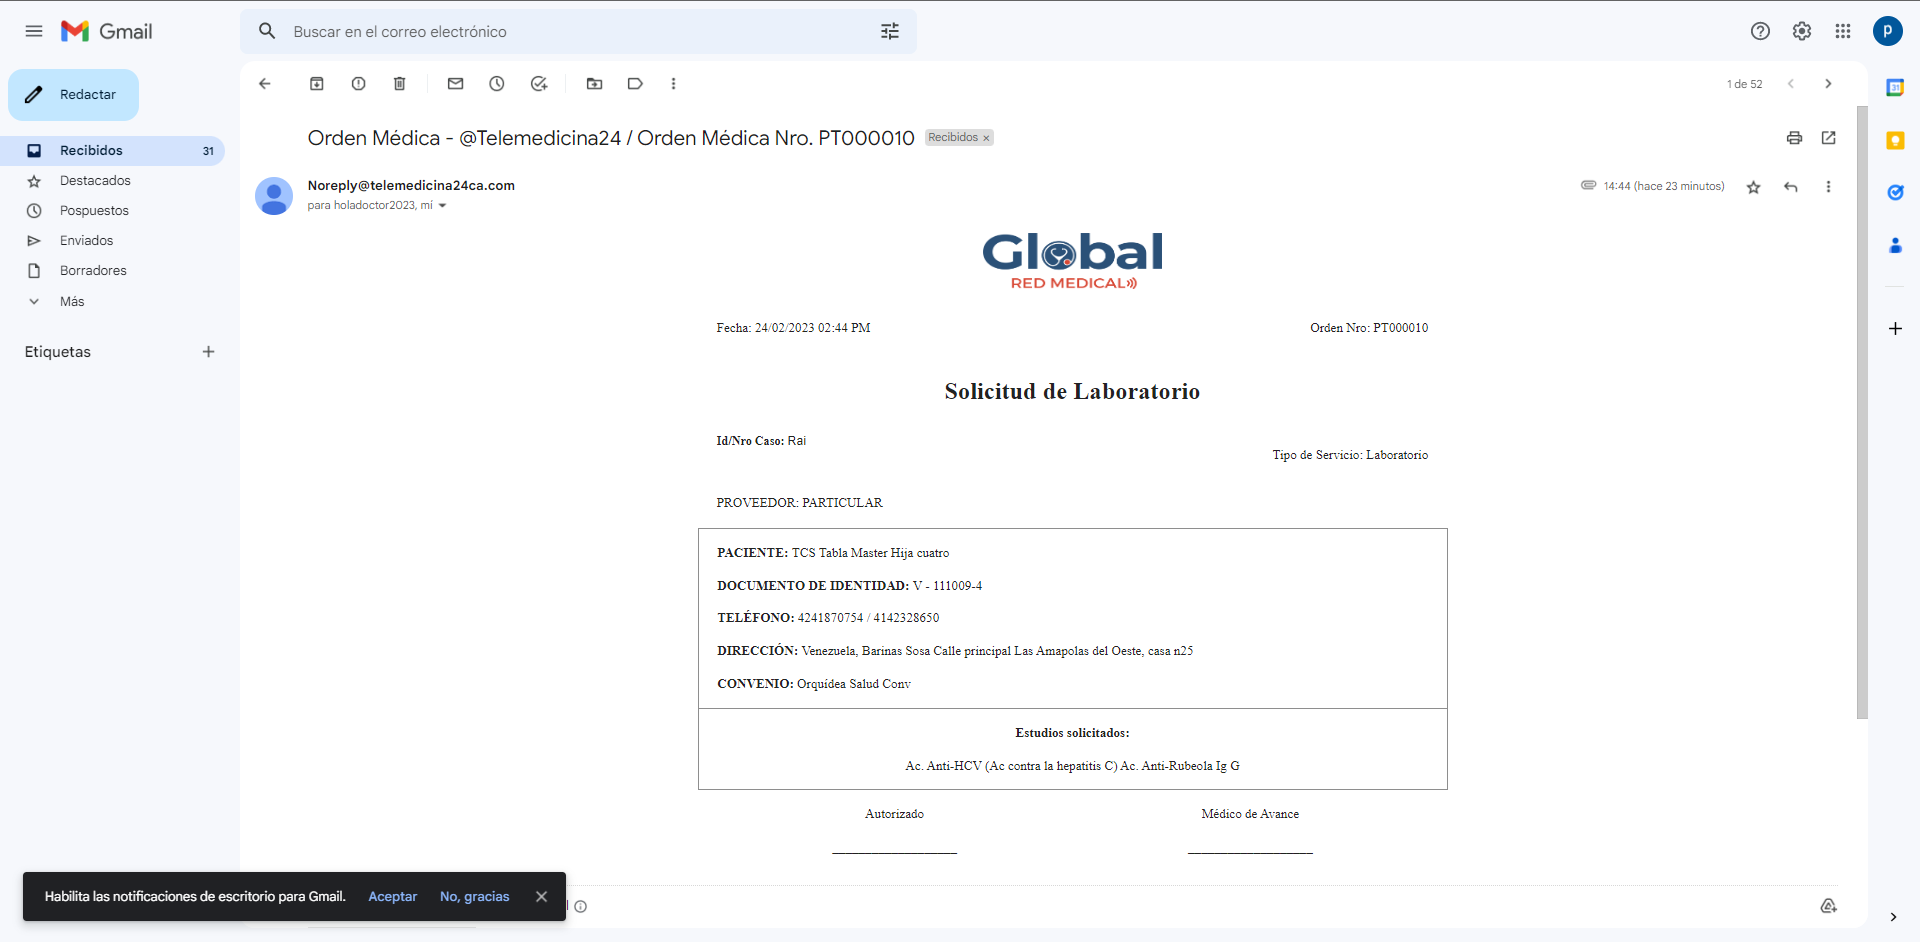 Gmail
Buscar en el correo electrónico
P
Redactar
1 de 52
31
Orden Médica - @Telemedicina24 / Orden Médica Nro. PT000010
Recibidos ×
Recibidos 31
Destacados
Pospuestos
Enviados
Borradores
Más
Etiquetas
Noreply@telemedicina24ca.com
14:44 (hace 23 minutos)
para holadoctor2023, mí
Global
RED MEDICAL
Fecha: 24/02/2023 02:44 PM
Orden Nro: PT000010
Solicitud de Laboratorio
Id/Nro Caso: Rai
Tipo de Servicio: Laboratorio
PROVEEDOR: PARTICULAR
PACIENTE: TCS Tabla Master Hija cuatro
DOCUMENTO DE IDENTIDAD: V - 111009-4
TELÉFONO: 4241870754 / 4142328650
DIRECCIÓN: Venezuela, Barinas Sosa Calle principal Las Amapolas del Oeste, casa n25
CONVENIO: Orquídea Salud Conv
Estudios solicitados:
Ac. Anti-HCV (Ac contra la hepatitis C) Ac. Anti-Rubeola Ig G
Autorizado
Médico de Avance
Habilita las notificaciones de escritorio para Gmail. Aceptar No, gracias